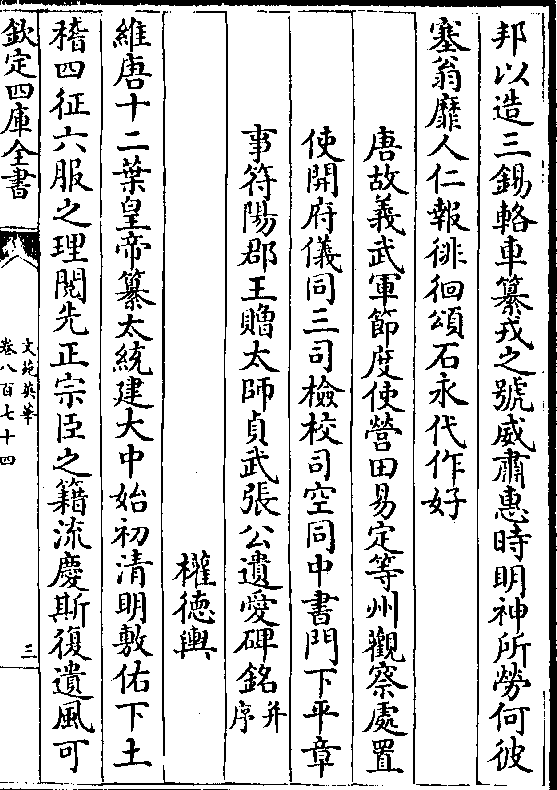 邦以造三錫輅車纂戎之號威肅惠時明神所勞何彼
塞翁靡人仁報徘徊頌石永代作好
唐故義武軍節度使營田易定等州觀察處置
使開府儀同三司檢校司空同中書門下平章
事符陽郡王贈太師貞武張公遺愛碑銘并序
權德輿
維唐十二葉皇帝纂太統建大中始初清明敷佑下土
稽四征六服之理閱先正宗臣之籍流慶斯復遺風可
欽定四庫全書
文苑英華
卷八百七十四
三